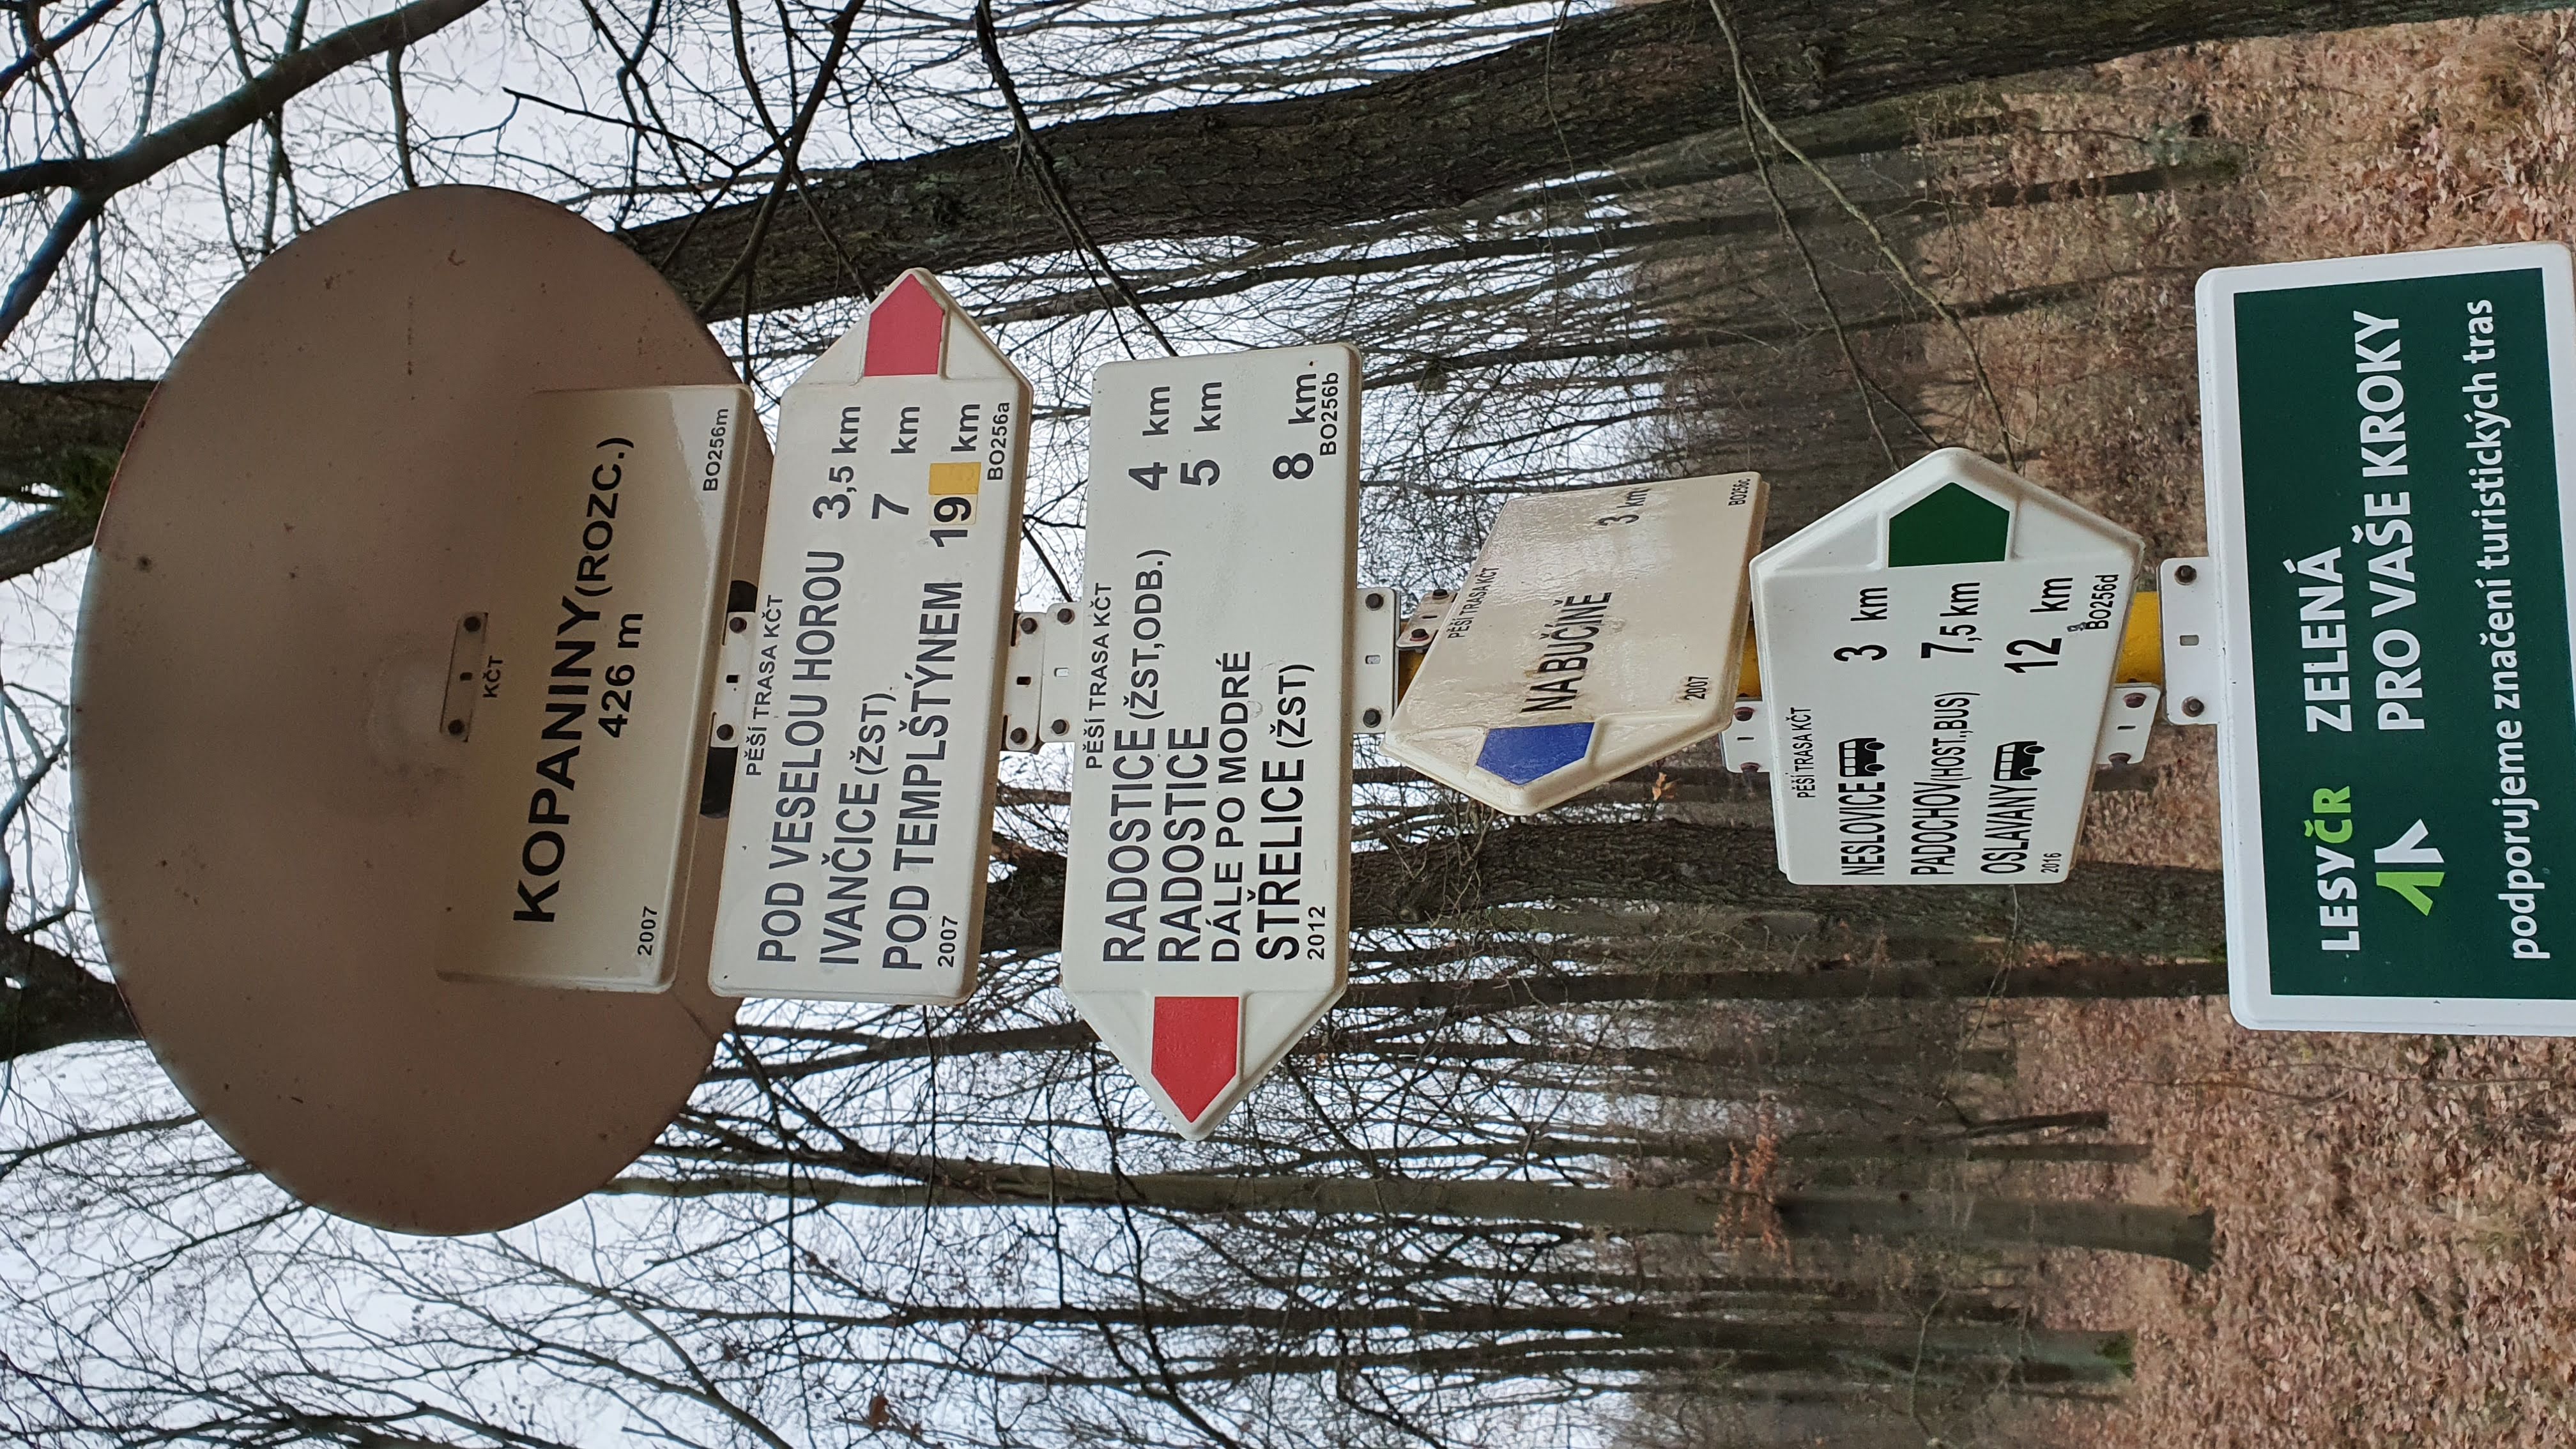 KČT
KOPANINY (ROZC.)
426 m
2007 BO256m
PĚŠÍ TRASA KČT
POD VESELOU HOROU 3,5 km
IVANČICE (ŽST) 7 km
POD TEMPLŠTÝNEM 19 km
2007 BO256a
PĚŠÍ TRASA KČT
RADOSTICE (ŽST,ODB.) 4 km
RADOSTICE 5 km
DÁLE PO MODRÉ
STŘELICE (ŽST) 8 km.
2012 BO256b
PĚŠÍ TRASA KČT
NABUČÍNĚ 3 km
2007 BO256c
PĚŠÍ TRASA KČT
NESLOVICE 3 km
PADOCHOV(HOST.,BUS) 7,5 km
OSLAVANY 12 km
2016 BO256d
LESYČR ZELENÁ
PRO VAŠE KROKY
podporujeme značení turistických tras